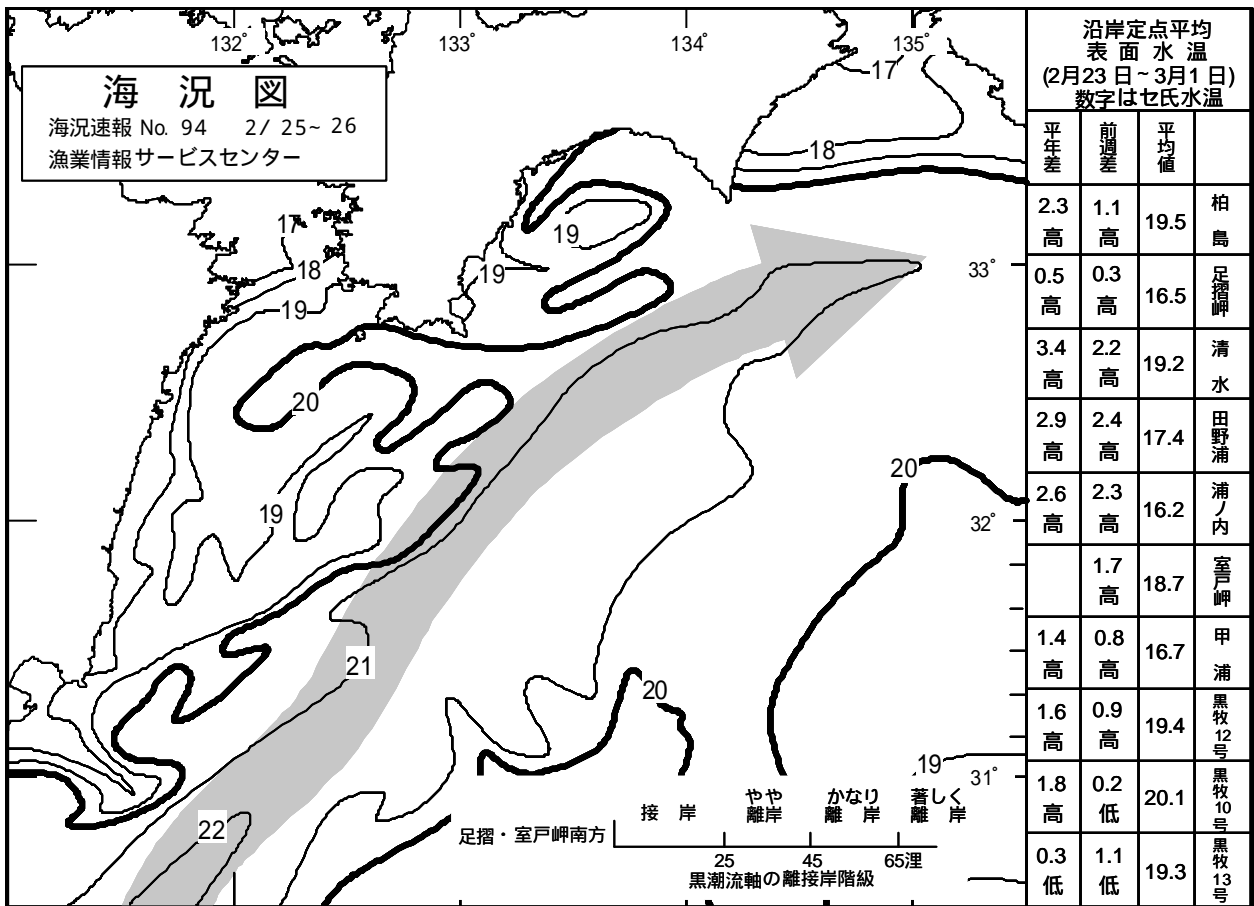 132°
133°
134°
135°
海 況 図
海況速報 No. 94 2/ 25~ 26
漁業情報サービスセンター
17
18
17
18
19
19
19
33°
20
20
19
32°
21
20
19
31°
22
接 岸
やや離岸
かなり離 岸
著しく離 岸
足摺・室戸岬南方
25 45 65浬
黒潮流軸の離接岸階級
沿岸定点平均
表 面 水 温
(2月23 日~3月1 日)
数字はセ氏水温
平年差 前週差 平均値
2.3高 1.1高 19.5 柏島
0.5高 0.3高 16.5 足摺岬
3.4高 2.2高 19.2 清水
2.9高 2.4高 17.4 田野浦
2.6高 2.3高 16.2 浦ノ内
1.7高 18.7 室戸岬
1.4高 0.8高 16.7 甲浦
1.6高 0.9高 19.4 黒牧12号
1.8高 0.2低 20.1 黒牧10号
0.3低 1.1低 19.3 黒牧13号